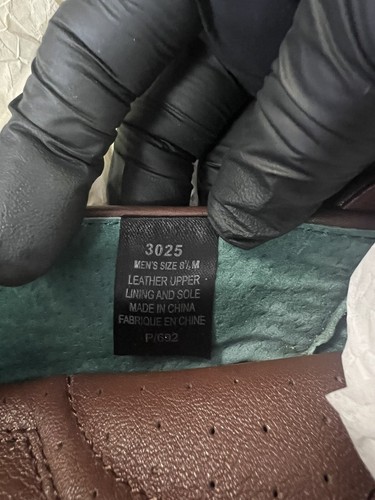 3025
MEN'S SIZE 8½ M
LEATHER UPPER
LINING AND SOLE
MADE IN CHINA
FABRIQUE EN CHINE
P/692